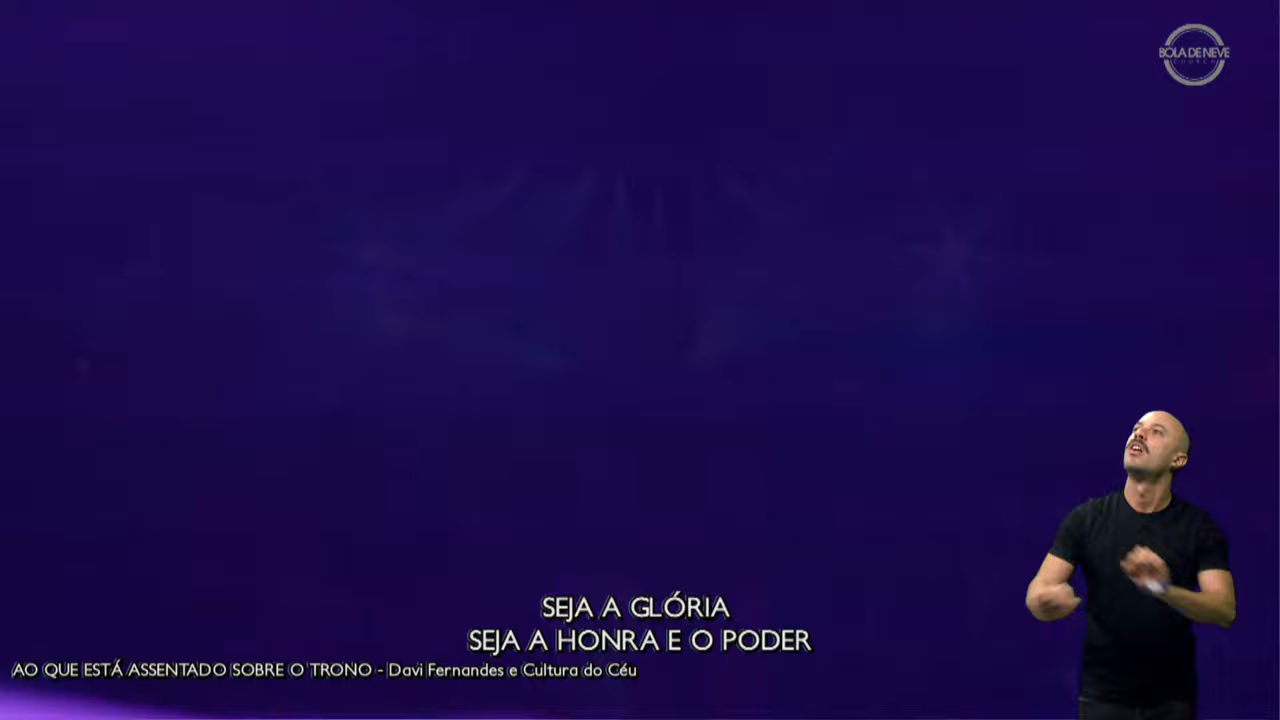 BOLA DE NEVE
CHURCH
SEJA A GLÓRIA
SEJA A HONRA E O PODER
AO QUE ESTÁ ASSENTADO SOBRE O TRONO - Davi Fernandes e Cultura do Céu